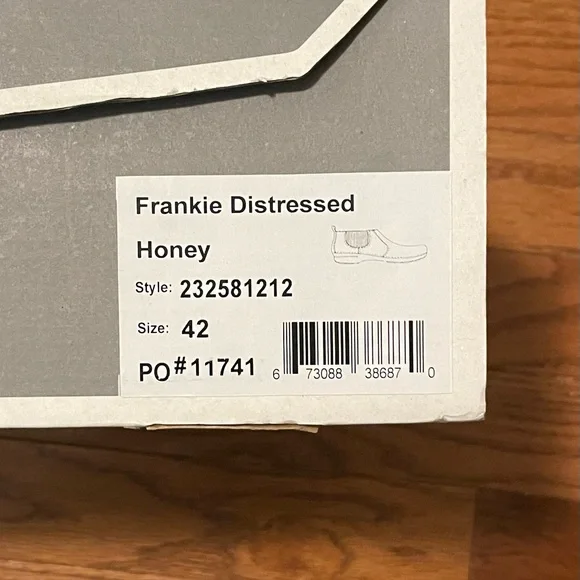 Frankie Distressed
Honey
Style: 232581212
Size: 42
PO#11741
6 73088 38687 0